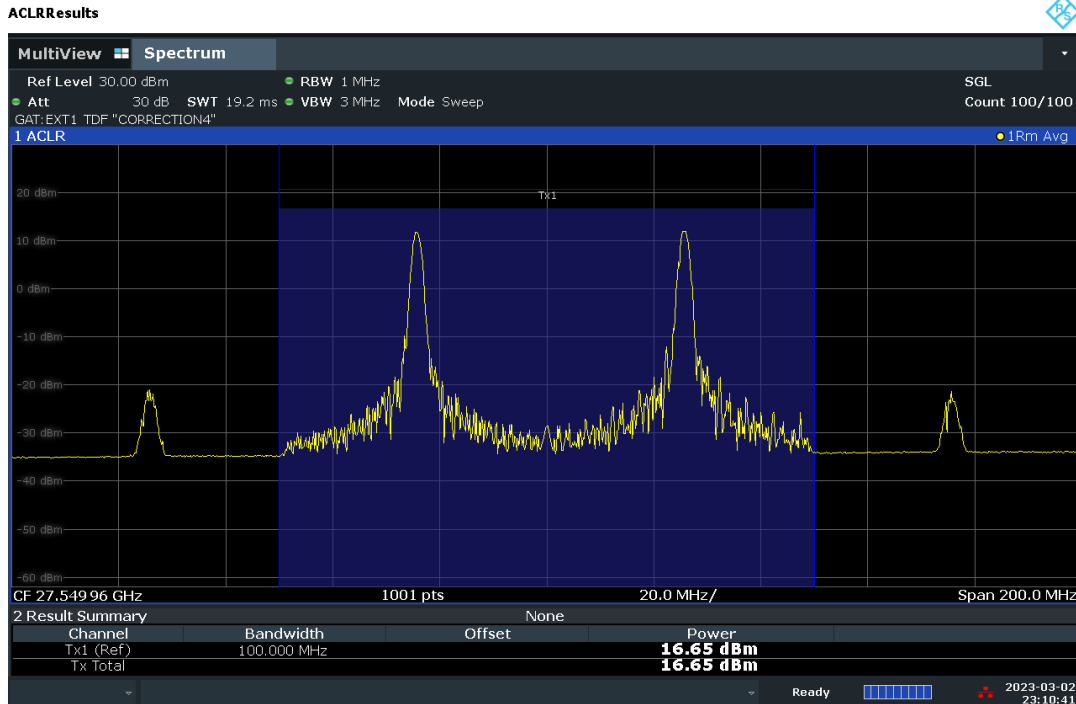 ACLRResults
R S
MultiView Spectrum
Ref Level 30.00 dBm RBW 1 MHz SGL
Att 30 dB SWT 19.2 ms VBW 3 MHz Mode Sweep Count 100/100
GAT:EXT1 TDF "CORRECTION4"
1 ACLR 1Rm Avg
20 dBm
Tx1
10 dBm
0 dBm
-10 dBm
-20 dBm
-30 dBm
-40 dBm
-50 dBm
-60 dBm
CF 27.549 96 GHz 1001 pts 20.0 MHz/ Span 200.0 MHz
2 Result Summary None
Channel Bandwidth Offset Power
Tx1 (Ref) 100.000 MHz 16.65 dBm
Tx Total 16.65 dBm
Ready 2023-03-02
23:10:41